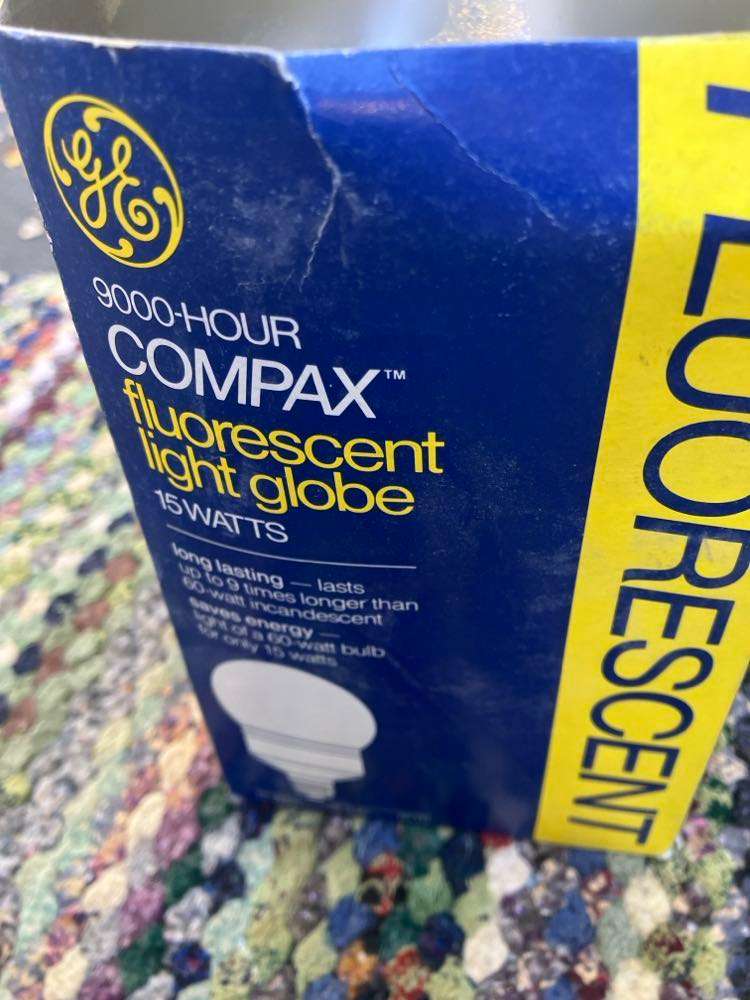 GE
9000-HOUR
COMPAX™
fluorescent
light globe
15 WATTS
long lasting — lasts
up to 9 times longer than
60-watt incandescent
saves energy —
light of a 60-watt bulb
for only 15 watts
LUORESCENT